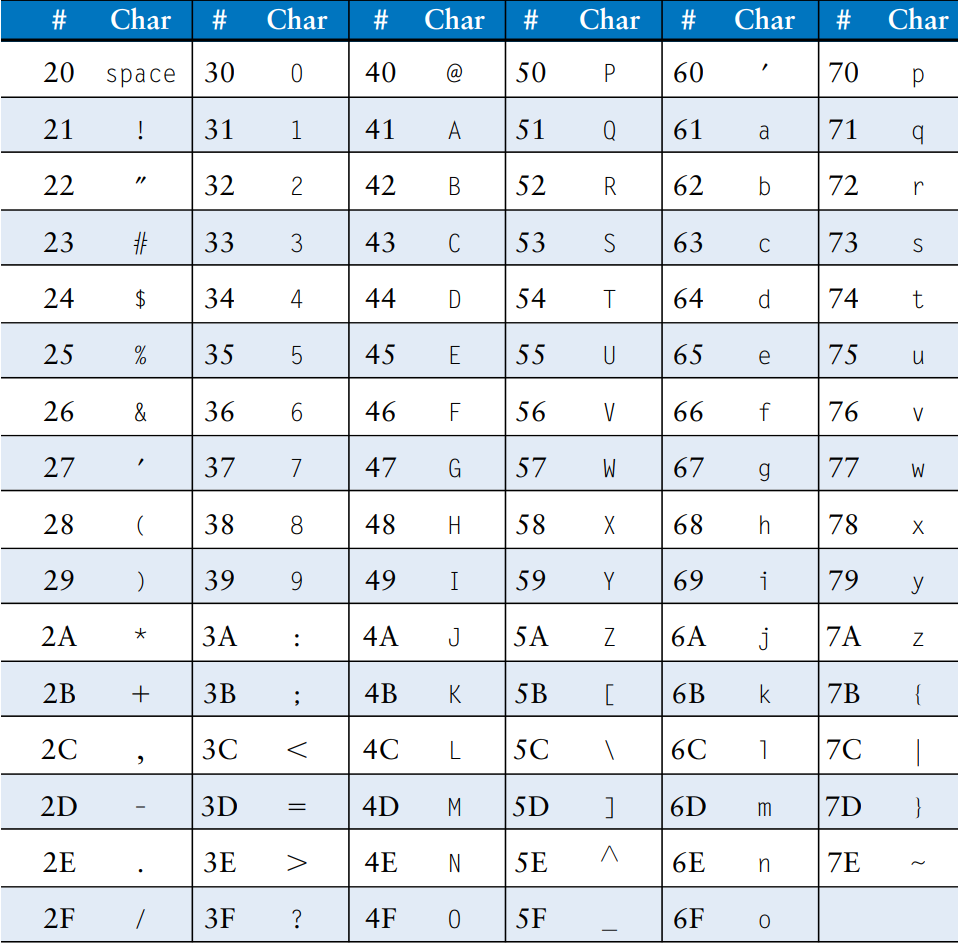 # Char # Char # Char # Char # Char # Char
20 space 30 0 40 @ 50 P 60 ′ 70 p
21 ! 31 1 41 A 51 Q 61 a 71 q
22 ″ 32 2 42 B 52 R 62 b 72 r
23 # 33 3 43 C 53 S 63 c 73 s
24 $ 34 4 44 D 54 T 64 d 74 t
25 % 35 5 45 E 55 U 65 e 75 u
26 & 36 6 46 F 56 V 66 f 76 v
27 ′ 37 7 47 G 57 W 67 g 77 w
28 ( 38 8 48 H 58 X 68 h 78 x
29 ) 39 9 49 I 59 Y 69 i 79 y
2A * 3A : 4A J 5A Z 6A j 7A z
2B + 3B ; 4B K 5B [ 6B k 7B {
2C , 3C < 4C L 5C \ 6C l 7C |
2D - 3D = 4D M 5D ] 6D m 7D }
2E . 3E > 4E N 5E ^ 6E n 7E ~
2F / 3F ? 4F O 5F _ 6F o